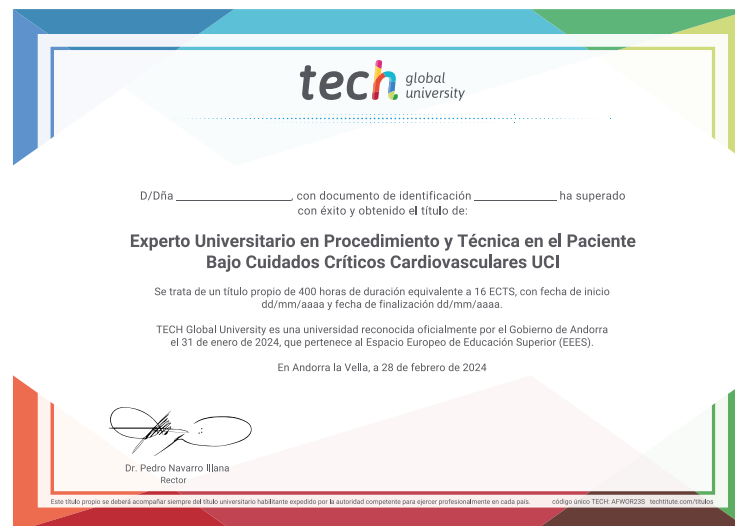 tech global university
D/Dña ____________________, con documento de identificación ______________ ha superado
con éxito y obtenido el título de:
Experto Universitario en Procedimiento y Técnica en el Paciente
Bajo Cuidados Críticos Cardiovasculares UCI
Se trata de un título propio de 400 horas de duración equivalente a 16 ECTS, con fecha de inicio
dd/mm/aaaa y fecha de finalización dd/mm/aaaa.
TECH Global University es una universidad reconocida oficialmente por el Gobierno de Andorra
el 31 de enero de 2024, que pertenece al Espacio Europeo de Educación Superior (EEES).
En Andorra la Vella, a 28 de febrero de 2024
Dr. Pedro Navarro Illana
Rector
Este título propio se deberá acompañar siempre del título universitario habilitante expedido por la autoridad competente para ejercer profesionalmente en cada país. código único TECH: AFWOR23S techtitute.com/titulos